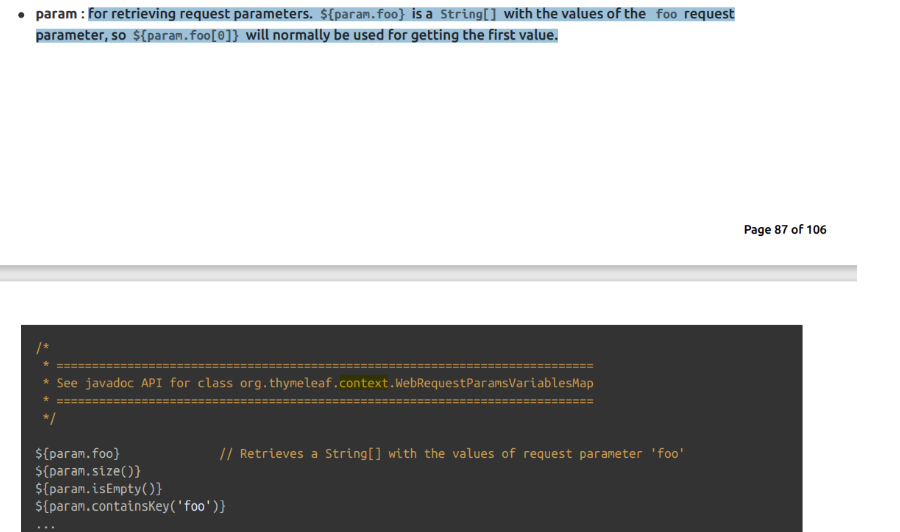 • param : for retrieving request parameters. ${param.foo} is a String[] with the values of the foo request
parameter, so ${param.foo[0]} will normally be used for getting the first value.
Page 87 of 106
/*
* ============================================================================
* See javadoc API for class org.thymeleaf.context.WebRequestParamsVariablesMap
* ============================================================================
*/
${param.foo} // Retrieves a String[] with the values of request parameter 'foo'
${param.size()}
${param.isEmpty()}
${param.containsKey('foo')}
...